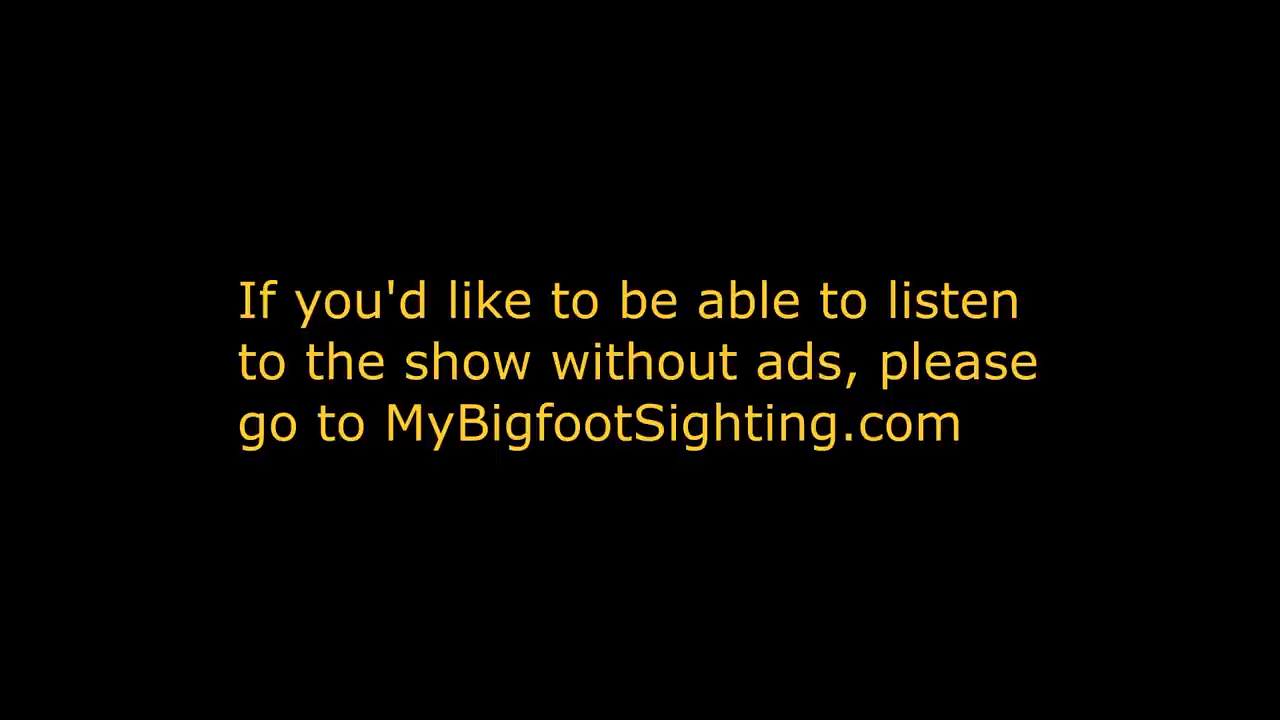 If you'd like to be able to listen
to the show without ads, please
go to MyBigfootSighting.com